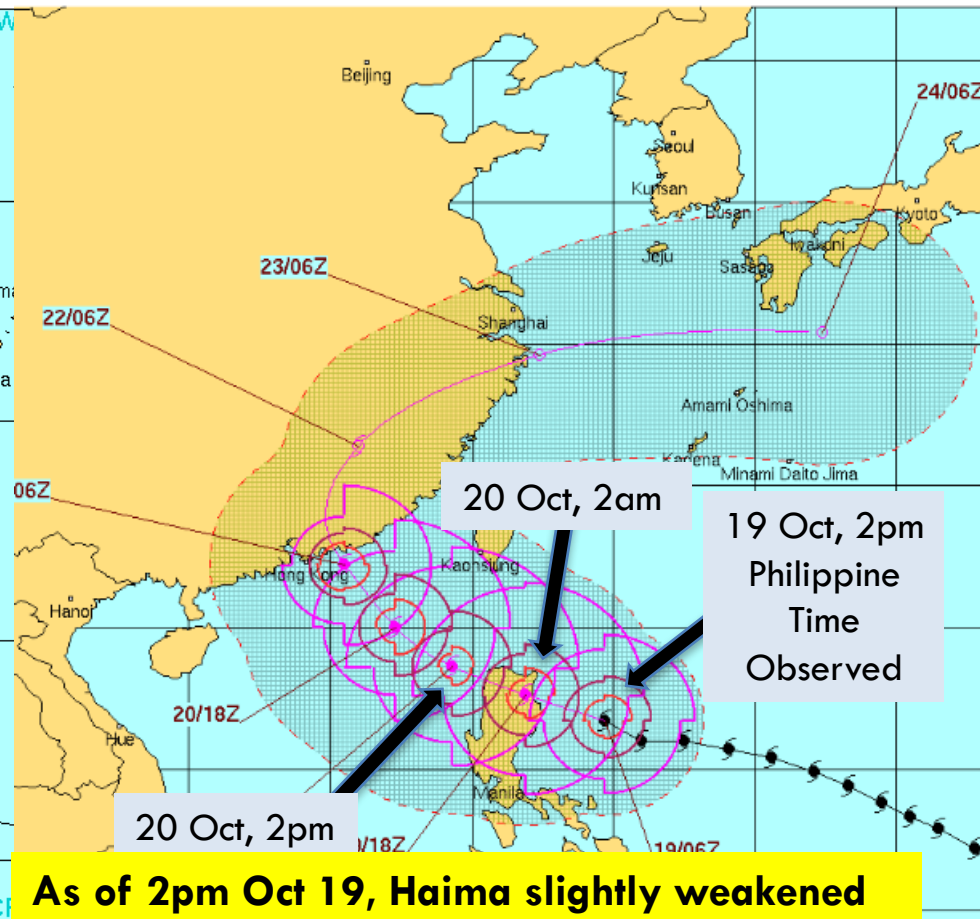 Beijing
24/06Z
Seoul
Kunsan
Busan
Kyoto
Iwakuni
Jeju
Sasebo
23/06Z
22/06Z
Shanghai
Amami Oshima
Kadena
Minami Daito Jima
06Z
20 Oct, 2am
19 Oct, 2pm
Philippine
Time
Observed
Hong Kong
Kaohsiung
Hanoi
20/18Z
Hue
Manila
20 Oct, 2pm
/18Z
19/06Z
As of 2pm Oct 19, Haima slightly weakened